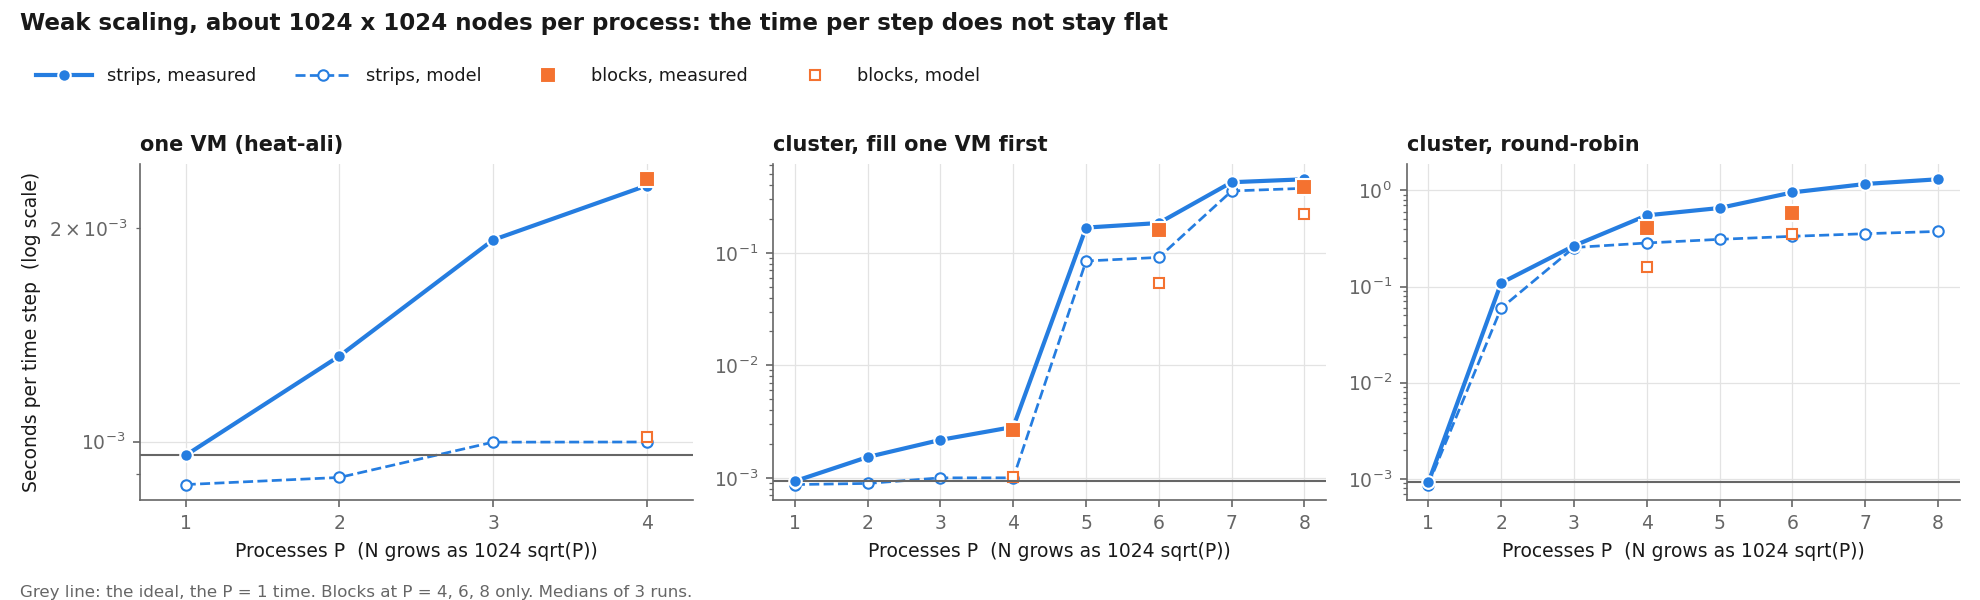 Weak scaling, about 1024 x 1024 nodes per process: the time per step does not stay flat
strips, measured
strips, model
blocks, measured
blocks, model
one VM (heat-ali)
Seconds per time step (log scale)
2 × 10⁻³
10⁻³
1 2 3 4
Processes P (N grows as 1024 sqrt(P))
cluster, fill one VM first
10⁻¹
10⁻²
10⁻³
1 2 3 4 5 6 7 8
Processes P (N grows as 1024 sqrt(P))
cluster, round-robin
10⁰
10⁻¹
10⁻²
10⁻³
1 2 3 4 5 6 7 8
Processes P (N grows as 1024 sqrt(P))
Grey line: the ideal, the P = 1 time. Blocks at P = 4, 6, 8 only. Medians of 3 runs.